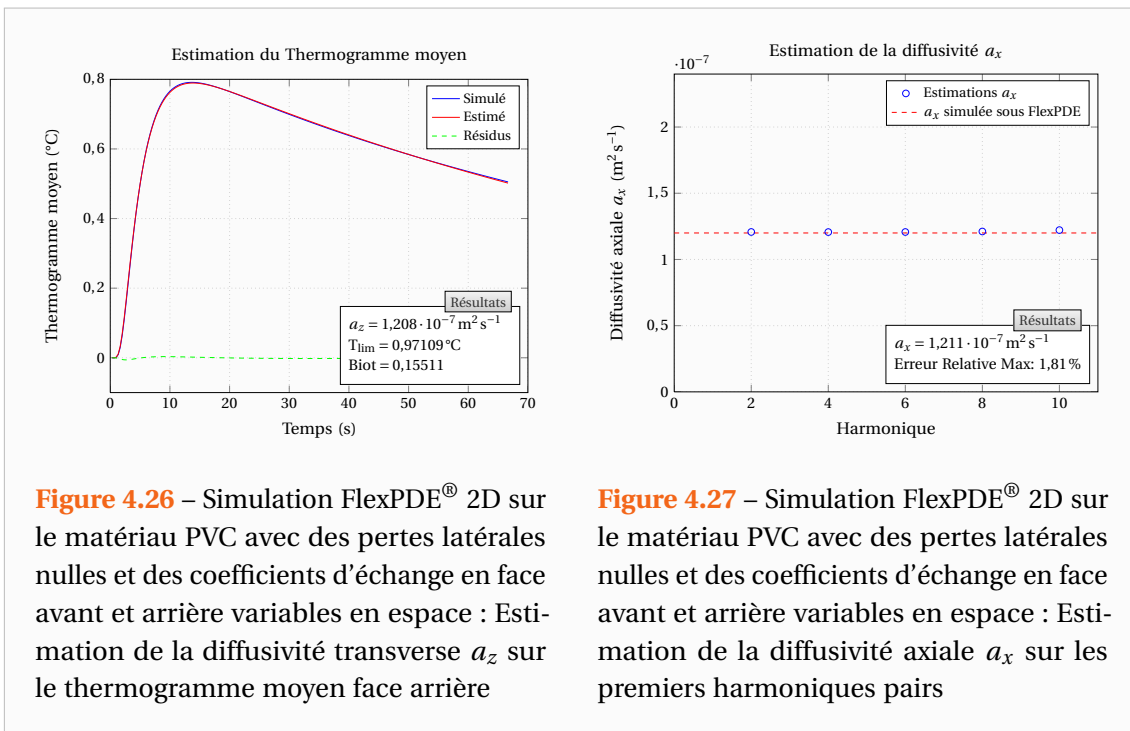 Estimation du Thermogramme moyen
Thermogramme moyen (°C)
0,8
0,6
0,4
0,2
0
0 10 20 30 40 50 60 70
Temps (s)
Simulé
Estimé
Résidus
Résultats
a_z = 1,208 · 10⁻⁷ m² s⁻¹
T_lim = 0,97109 °C
Biot = 0,15511
Estimation de la diffusivité a_x
·10⁻⁷
Diffusivité axiale a_x (m² s⁻¹)
2
1,5
1
0,5
0
0 2 4 6 8 10
Harmonique
Estimations a_x
a_x simulée sous FlexPDE
Résultats
a_x = 1,211 · 10⁻⁷ m² s⁻¹
Erreur Relative Max: 1,81 %
Figure 4.26 – Simulation FlexPDE® 2D sur
le matériau PVC avec des pertes latérales
nulles et des coefficients d'échange en face
avant et arrière variables en espace : Esti-
mation de la diffusivité transverse a_z sur
le thermogramme moyen face arrière
Figure 4.27 – Simulation FlexPDE® 2D sur
le matériau PVC avec des pertes latérales
nulles et des coefficients d'échange en face
avant et arrière variables en espace : Esti-
mation de la diffusivité axiale a_x sur les
premiers harmoniques pairs